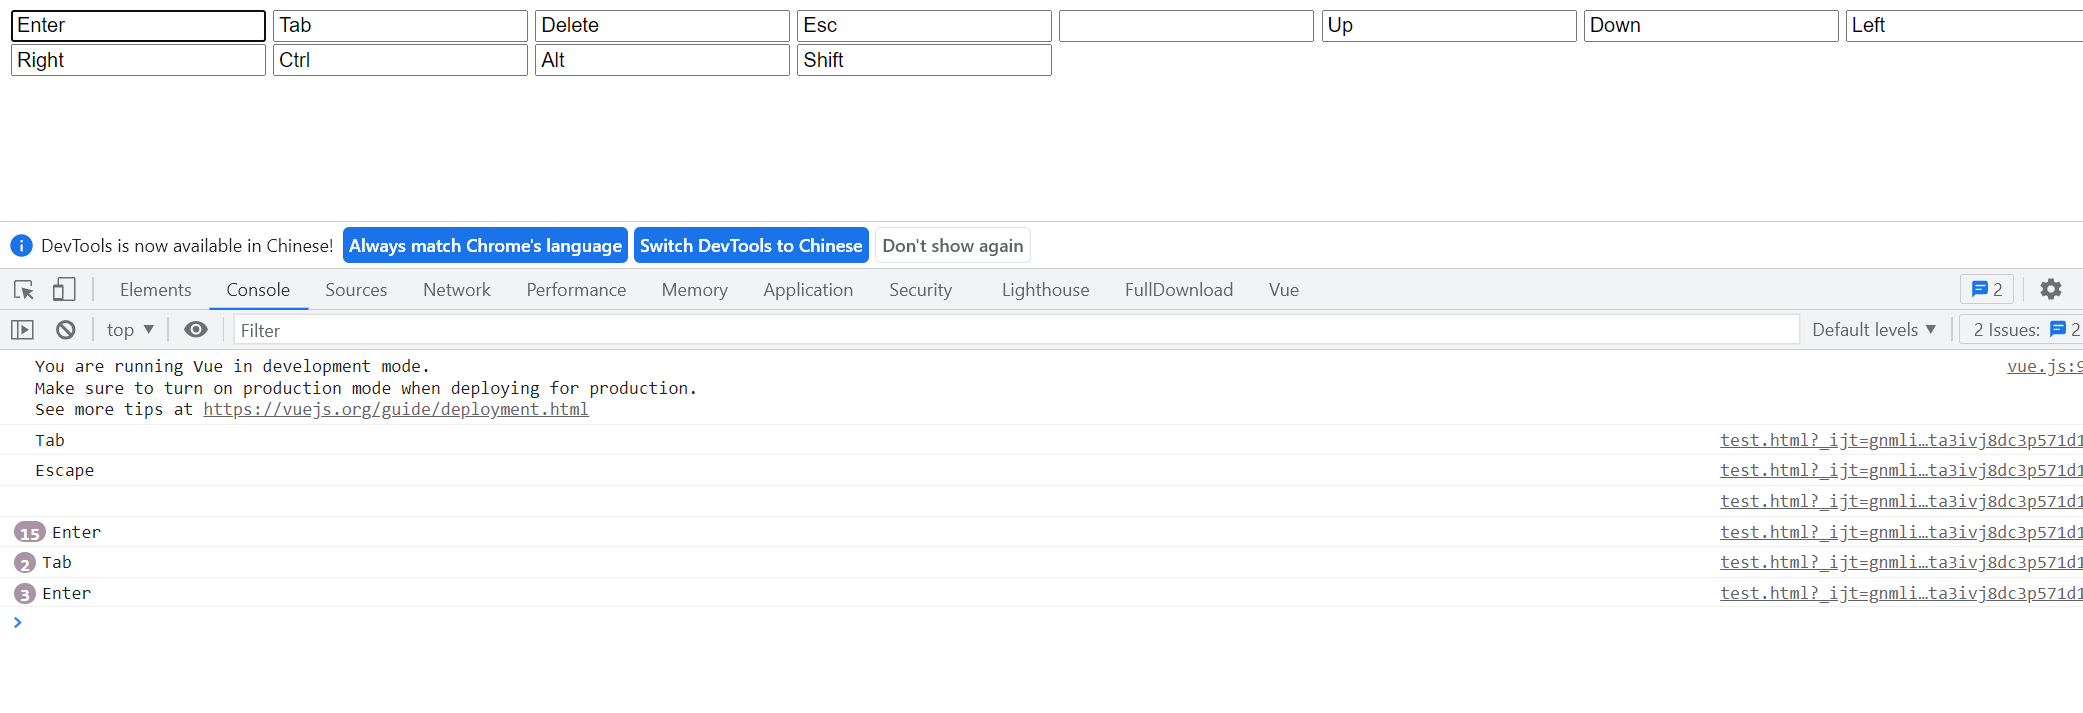 Enter Tab Delete Esc Up Down Left
Right Ctrl Alt Shift
DevTools is now available in Chinese! Always match Chrome's language Switch DevTools to Chinese Don't show again
Elements Console Sources Network Performance Memory Application Security Lighthouse FullDownload Vue 2
top Filter Default levels 2 Issues: 2
You are running Vue in development mode. vue.js:9
Make sure to turn on production mode when deploying for production.
See more tips at https://vuejs.org/guide/deployment.html
Tab test.html?_ijt=gnmli…ta3ivj8dc3p571d1
Escape test.html?_ijt=gnmli…ta3ivj8dc3p571d1
test.html?_ijt=gnmli…ta3ivj8dc3p571d1
15 Enter test.html?_ijt=gnmli…ta3ivj8dc3p571d1
2 Tab test.html?_ijt=gnmli…ta3ivj8dc3p571d1
3 Enter test.html?_ijt=gnmli…ta3ivj8dc3p571d1